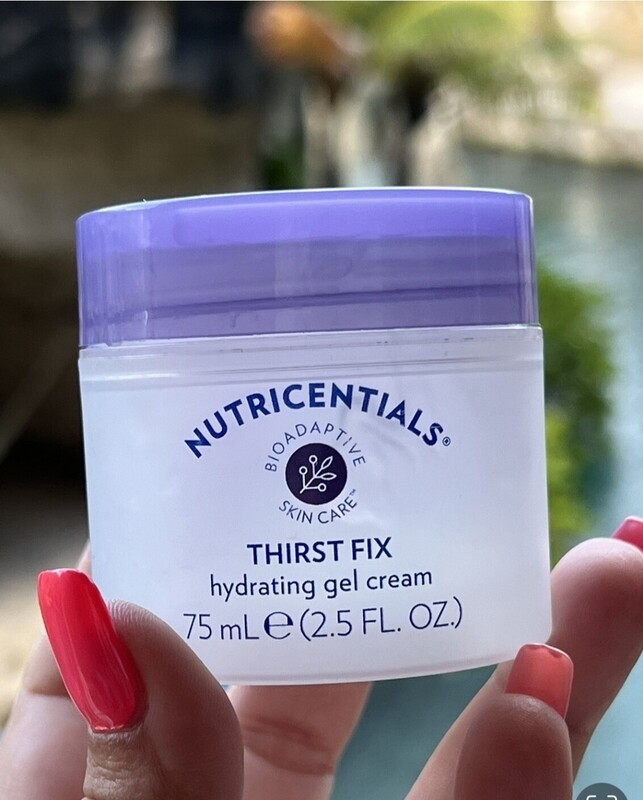 NUTRICENTIALS®
BIOADAPTIVE
SKIN CARE™
THIRST FIX
hydrating gel cream
75 mL ℮ (2.5 FL. OZ.)